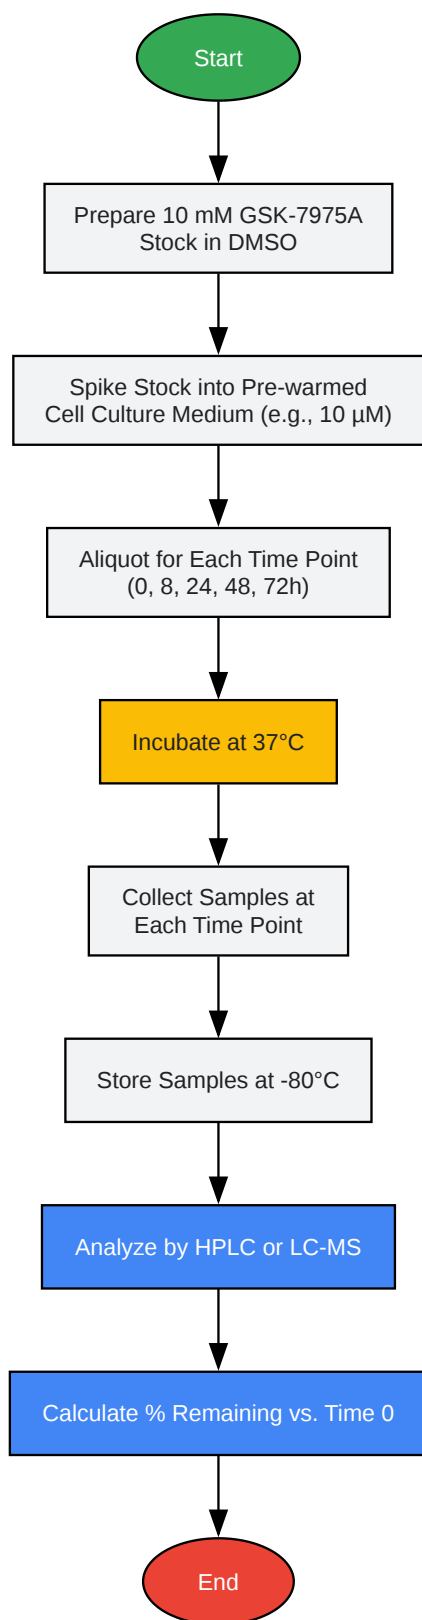 Start
Prepare 10 mM GSK-7975A
Stock in DMSO
Spike Stock into Pre-warmed
Cell Culture Medium (e.g., 10 µM)
Aliquot for Each Time Point
(0, 8, 24, 48, 72h)
Incubate at 37°C
Collect Samples at
Each Time Point
Store Samples at -80°C
Analyze by HPLC or LC-MS
Calculate % Remaining vs. Time 0
End